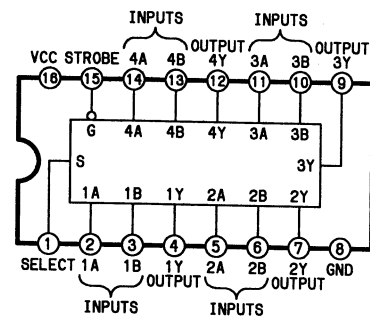 INPUTS INPUTS
VCC STROBE 4A 4B OUTPUT 4Y 3A 3B OUTPUT 3Y
16 15 14 13 12 11 10 9
G 4A 4B 4Y 3A 3B
S 3Y
1A 1B 1Y 2A 2B 2Y
1 2 3 4 5 6 7 8
SELECT 1A 1B OUTPUT 1Y 2A 2B OUTPUT 2Y GND
INPUTS INPUTS